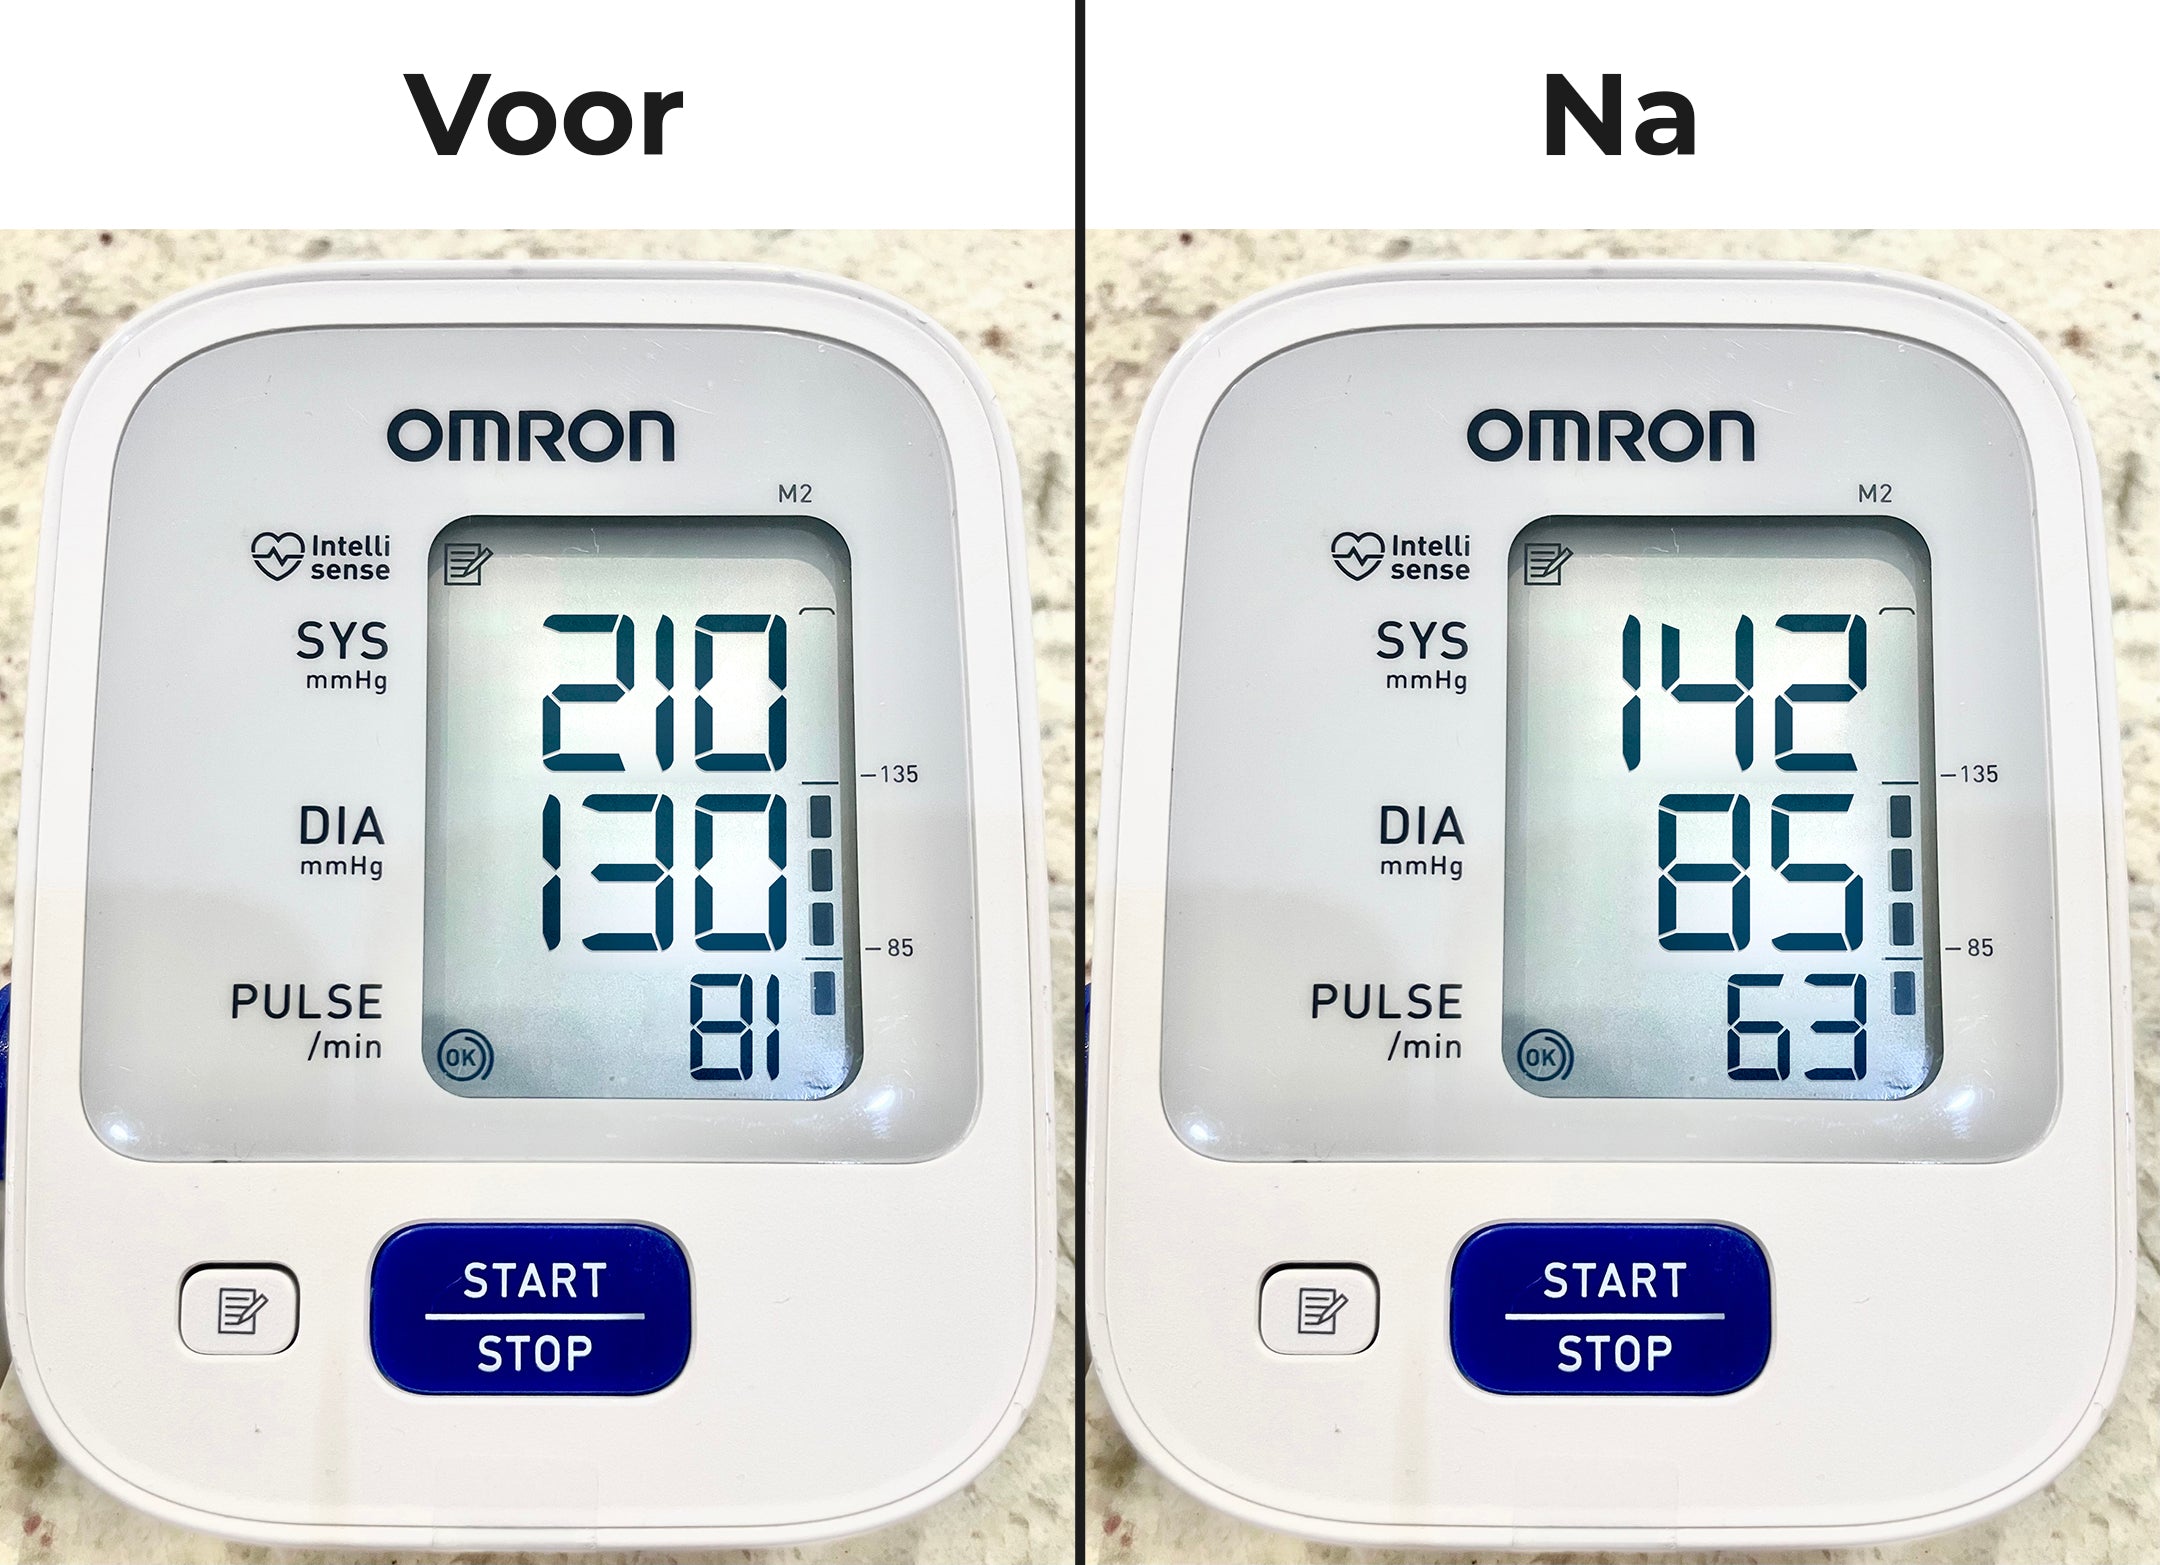 Voor
OMRON
M2
Intelli
sense
SYS
mmHg
210
135
DIA
mmHg
130
85
PULSE
/min
81
OK
START
STOP
Na
OMRON
M2
Intelli
sense
SYS
mmHg
142
135
DIA
mmHg
85
85
PULSE
/min
63
OK
START
STOP